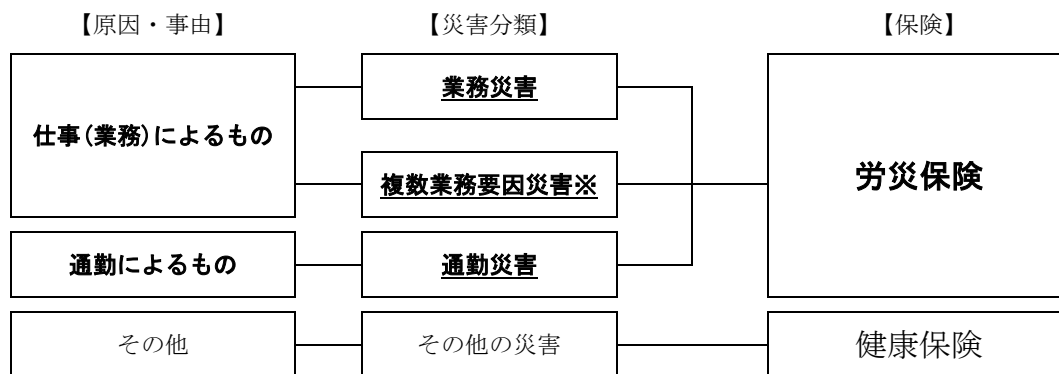 【原因・事由】 【災害分類】 【保険】
仕事(業務)によるもの
業務災害
複数業務要因災害※
労災保険
通勤によるもの
通勤災害
その他
その他の災害
健康保険